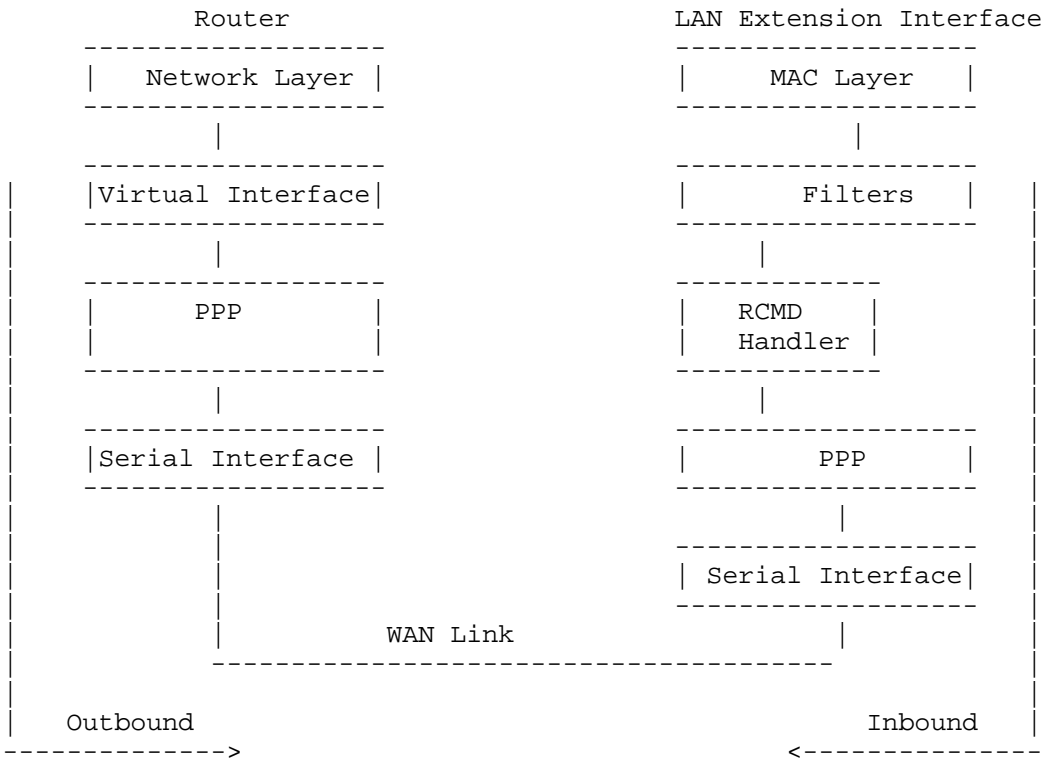 Router LAN Extension Interface
Network Layer MAC Layer
Virtual Interface Filters
PPP RCMD
Handler
Serial Interface PPP
Serial Interface
WAN Link
Outbound Inbound